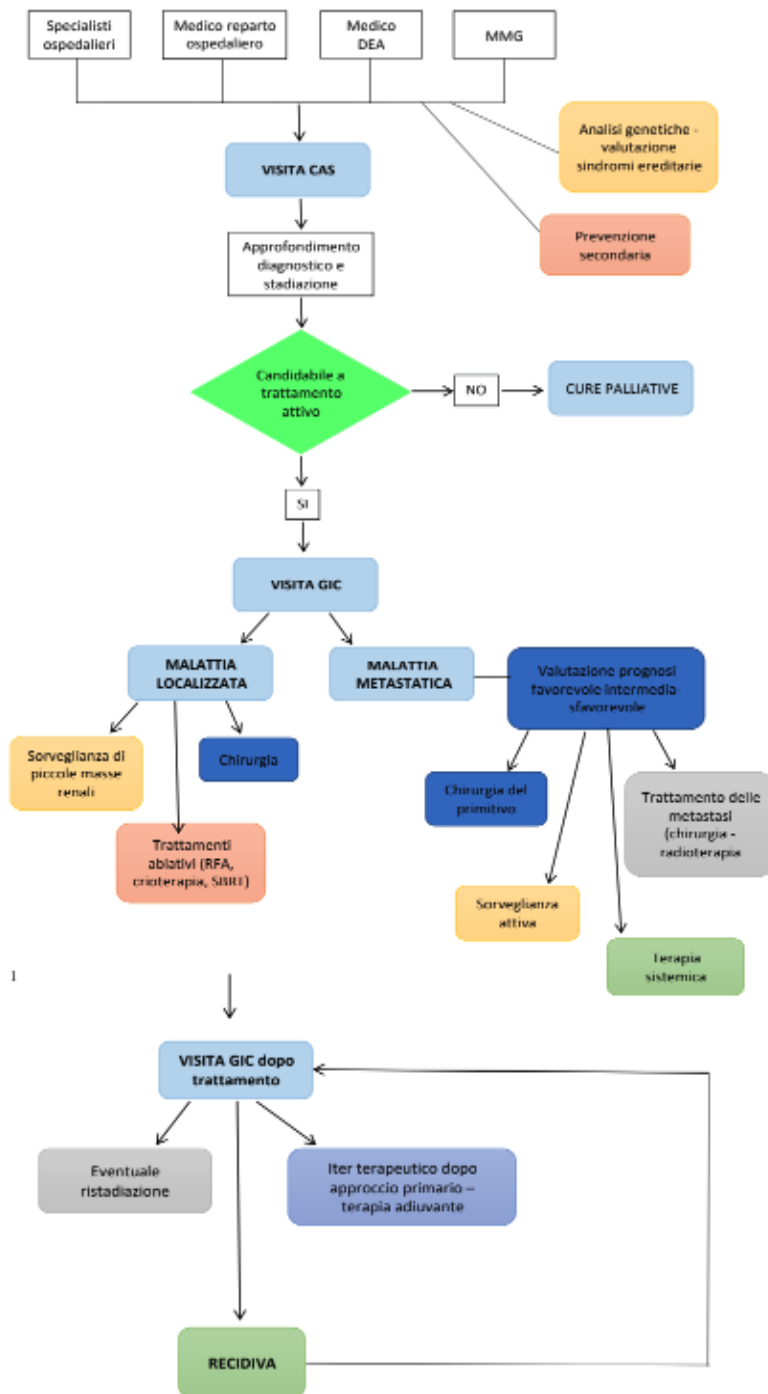 Specialisti
ospedalieri
Medico reparto
ospedaliero
Medico
DEA
MMG
Analisi genetiche -
valutazione
sindromi ereditarie
VISITA CAS
Prevenzione
secondaria
Approfondimento
diagnostico e
stadiazione
Candidabile a
trattamento
attivo
NO
CURE PALLIATIVE
SI
VISITA GIC
MALATTIA
LOCALIZZATA
MALATTIA
METASTATICA
Valutazione prognosi
favorevole intermedia-
sfavorevole
Sorveglianza di
piccole masse
renali
Chirurgia
Chirurgia del
primitivo
Trattamento delle
metastasi
(chirurgia -
radioterapia
Trattamenti
ablativi (RFA,
crioterapia, SBRT)
Sorveglianza
attiva
Terapia
sistemica
1
VISITA GIC dopo
trattamento
Eventuale
ristadiazione
Iter terapeutico dopo
approccio primario –
terapia adiuvante
RECIDIVA